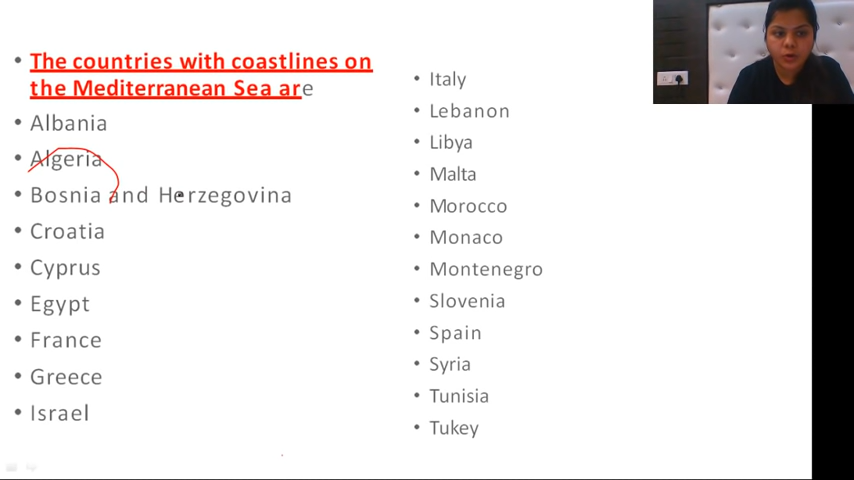 The countries with coastlines on
the Mediterranean Sea are
Albania
Algeria
Bosnia and Herzegovina
Croatia
Cyprus
Egypt
France
Greece
Israel
Italy
Lebanon
Libya
Malta
Morocco
Monaco
Montenegro
Slovenia
Spain
Syria
Tunisia
Tukey